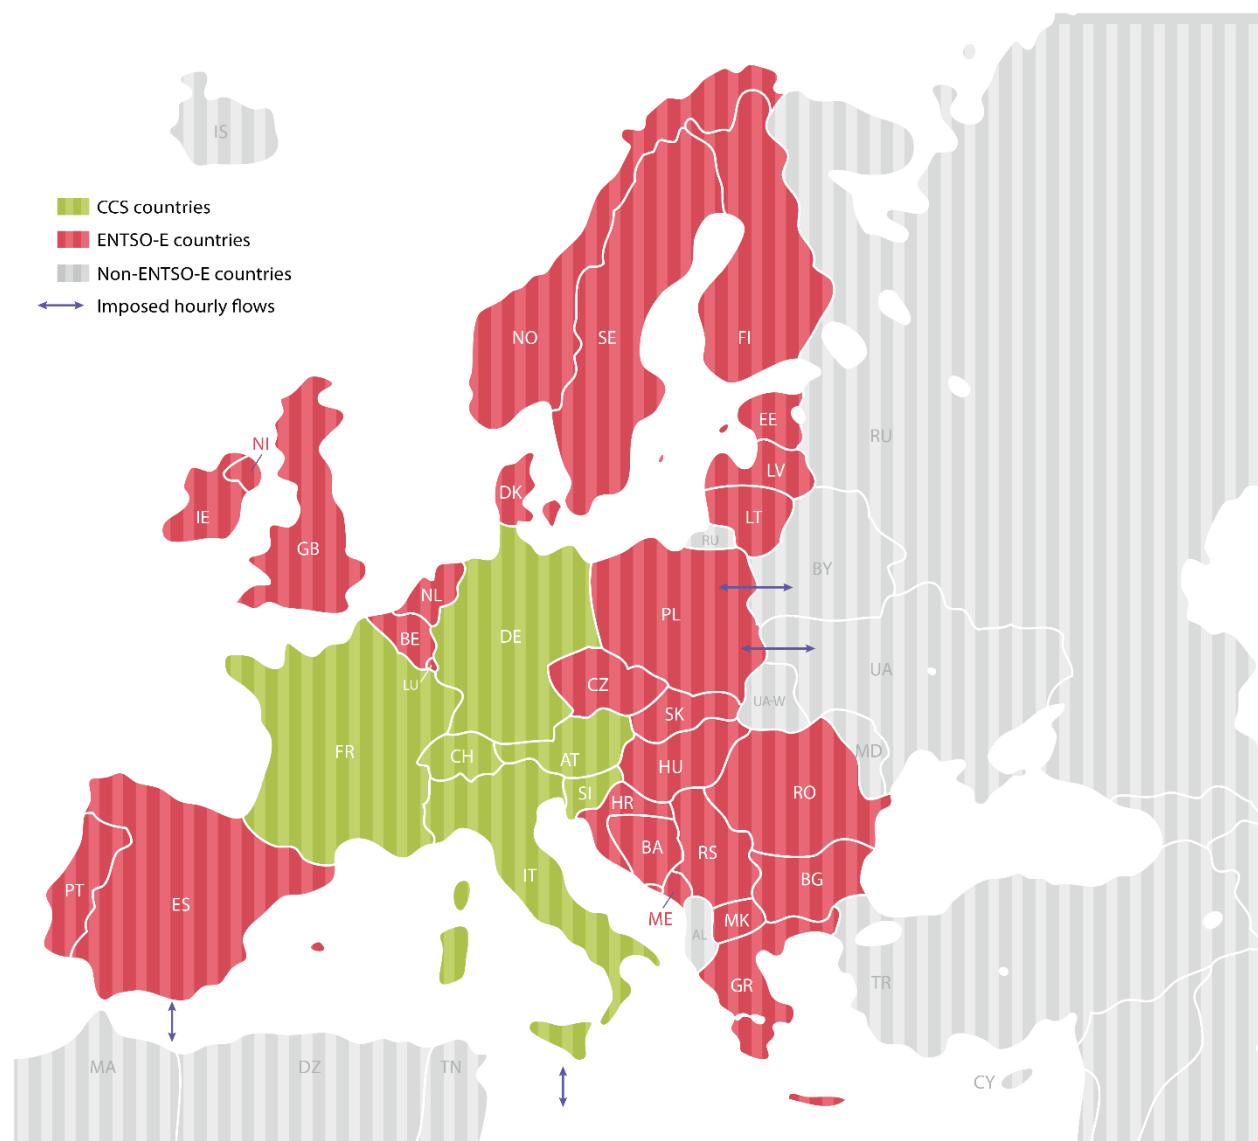 IS
CCS countries
ENTSO-E countries
Non-ENTSO-E countries
Imposed hourly flows
NO
SE
FI
EE
RU
NI
LV
DK
IE
LT
GB
RU
BY
NL
PL
BE
DE
UA
LU
CZ
UA-W
SK
FR
CH
AT
MD
HU
SI
RO
HR
BA
RS
IT
BG
PT
ES
ME
MK
AL
GR
TR
MA
DZ
TN
CY